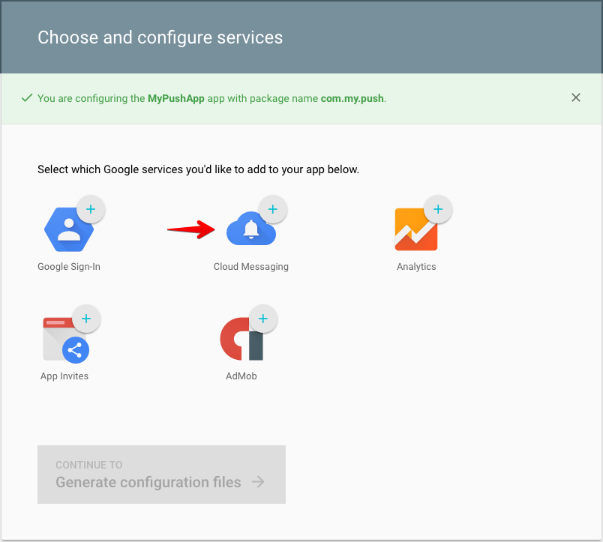 Choose and configure services
You are configuring the MyPushApp app with package name com.my.push.
Select which Google services you'd like to add to your app below.
Google Sign-In
Cloud Messaging
Analytics
App Invites
AdMob
CONTINUE TO
Generate configuration files